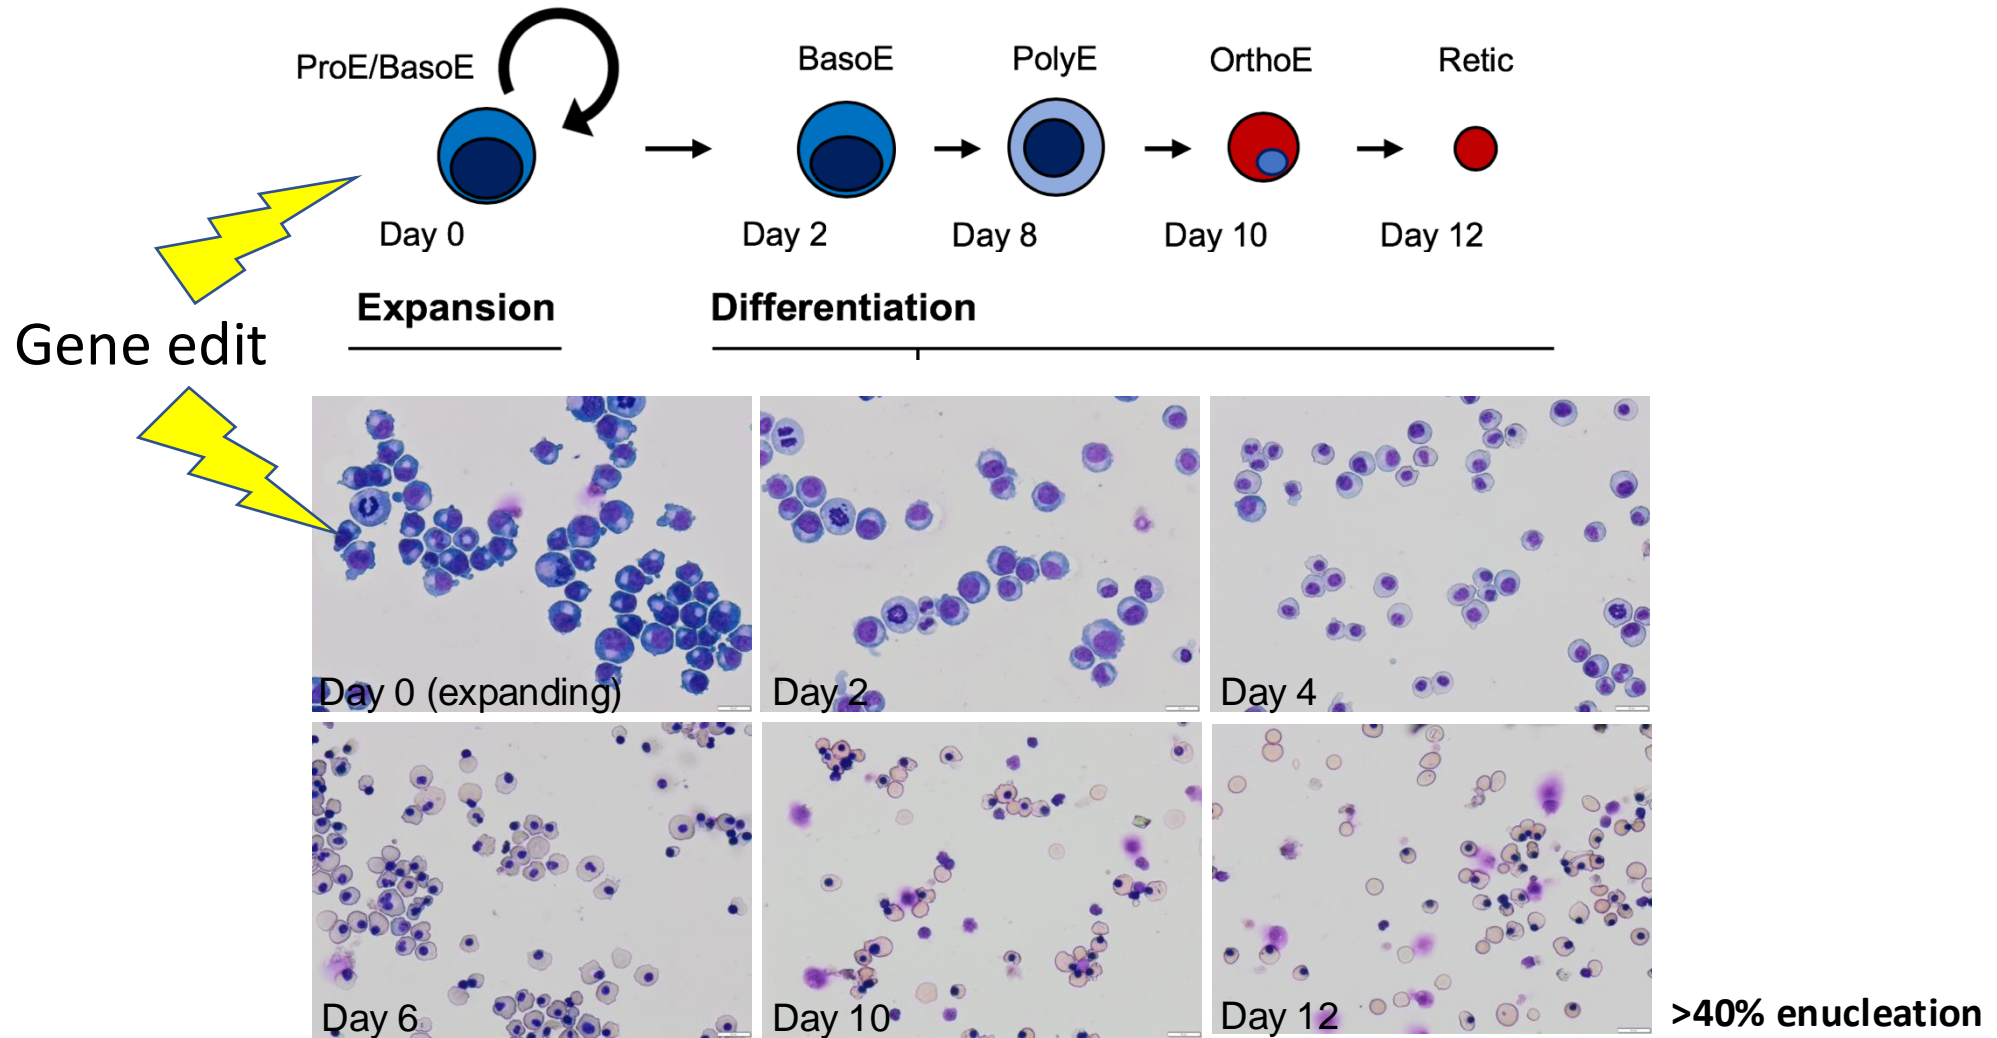 ProE/BasoE
BasoE
PolyE
OrthoE
Retic
Day 0
Day 2
Day 8
Day 10
Day 12
Expansion
Differentiation
Gene edit
Day 0 (expanding)
Day 2
Day 4
Day 6
Day 10
Day 12
>40% enucleation